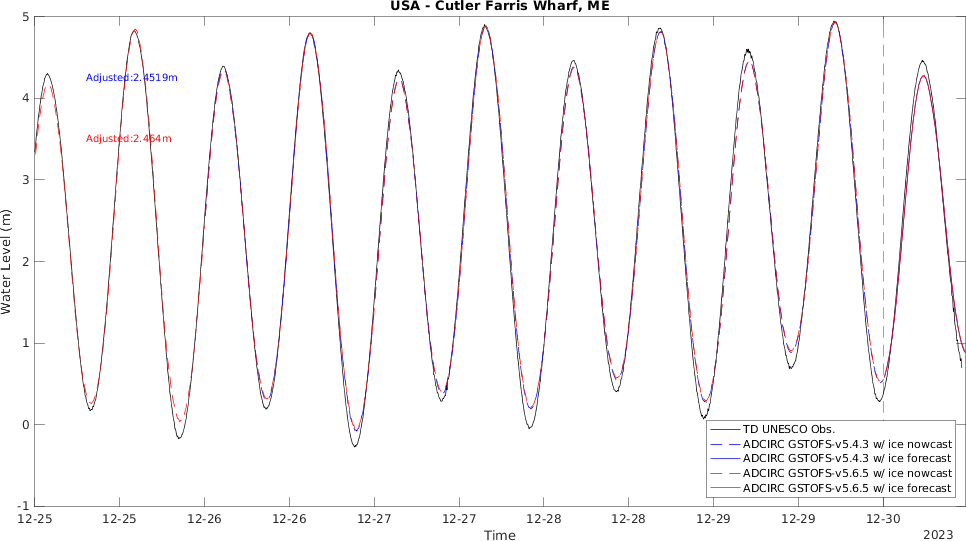 USA - Cutler Farris Wharf, ME
Water Level (m)
5
4
3
2
1
0
-1
Adjusted:2.4519m
Adjusted:2.464m
TD UNESCO Obs.
ADCIRC GSTOFS-v5.4.3 w/ ice nowcast
ADCIRC GSTOFS-v5.4.3 w/ ice forecast
ADCIRC GSTOFS-v5.6.5 w/ ice nowcast
ADCIRC GSTOFS-v5.6.5 w/ ice forecast
12-25 12-25 12-26 12-26 12-27 12-27 12-28 12-28 12-29 12-29 12-30
Time
2023